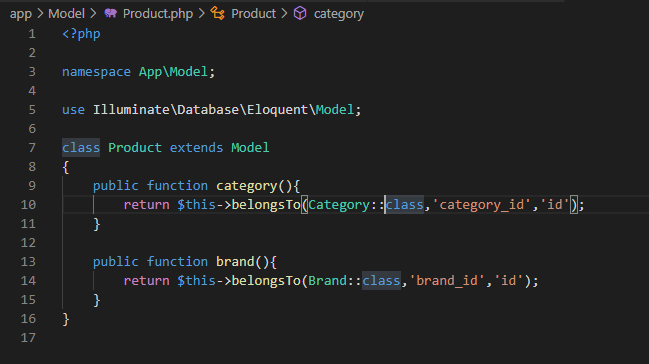 app > Model > Product.php > Product > category
1 <?php
2
3 namespace App\Model;
4
5 use Illuminate\Database\Eloquent\Model;
6
7 class Product extends Model
8 {
9 public function category(){
10 return $this->belongsTo(Category::class,'category_id','id');
11 }
12
13 public function brand(){
14 return $this->belongsTo(Brand::class,'brand_id','id');
15 }
16 }
17